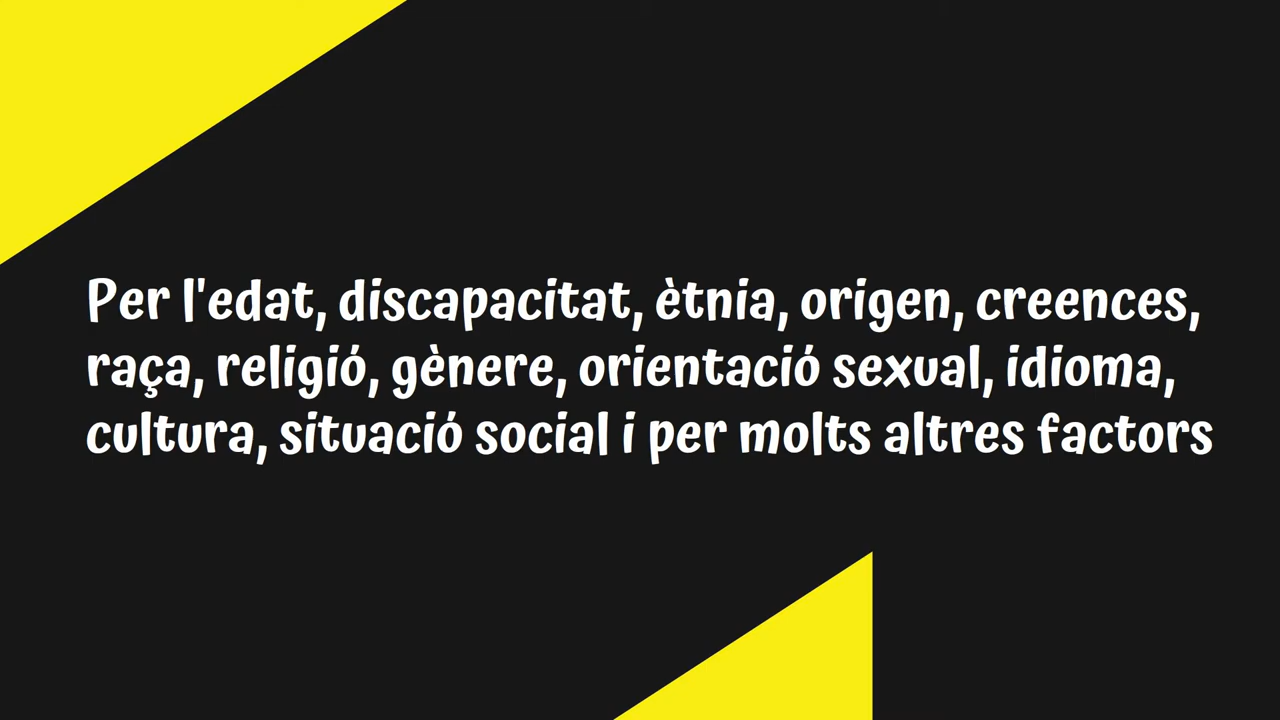 Per l'edat, discapacitat, ètnia, origen, creences,
raça, religió, gènere, orientació sexual, idioma,
cultura, situació social i per molts altres factors